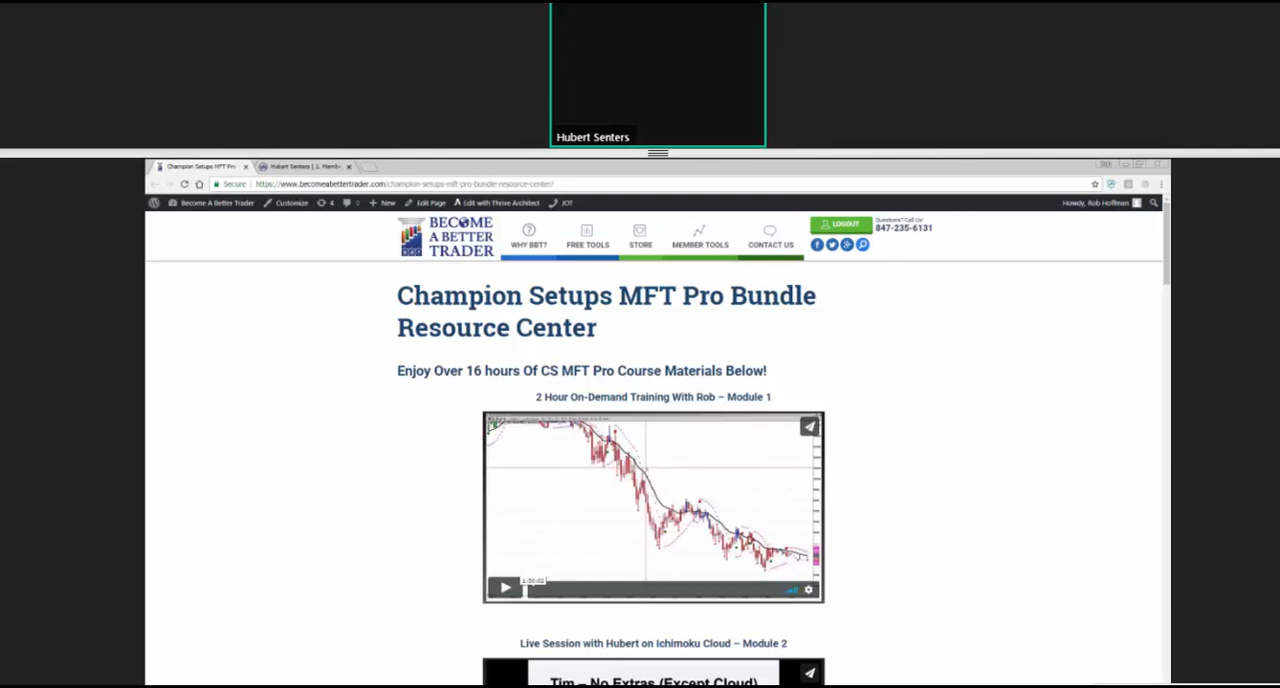 Hubert Senters
Champion Setups MFT Pro
Hubert Senters | 2. Memb
Secure | https://www.becomeabettertrader.com/champion-setups-mft-pro-bundle-resource-center/
Become A Better Trader Customize 4 0 New Edit Page Edit with Thrive Architect JOT Howdy, Rob Hoffman
BECOME
A BETTER
TRADER
WHY BBT? FREE TOOLS STORE MEMBER TOOLS CONTACT US
LOGOUT
Questions? Call Us!
847-235-6131
Champion Setups MFT Pro Bundle
Resource Center
Enjoy Over 16 hours Of CS MFT Pro Course Materials Below!
2 Hour On-Demand Training With Rob – Module 1
1:50:02
Live Session with Hubert on Ichimoku Cloud – Module 2
Tim – No Extras (Except Cloud)